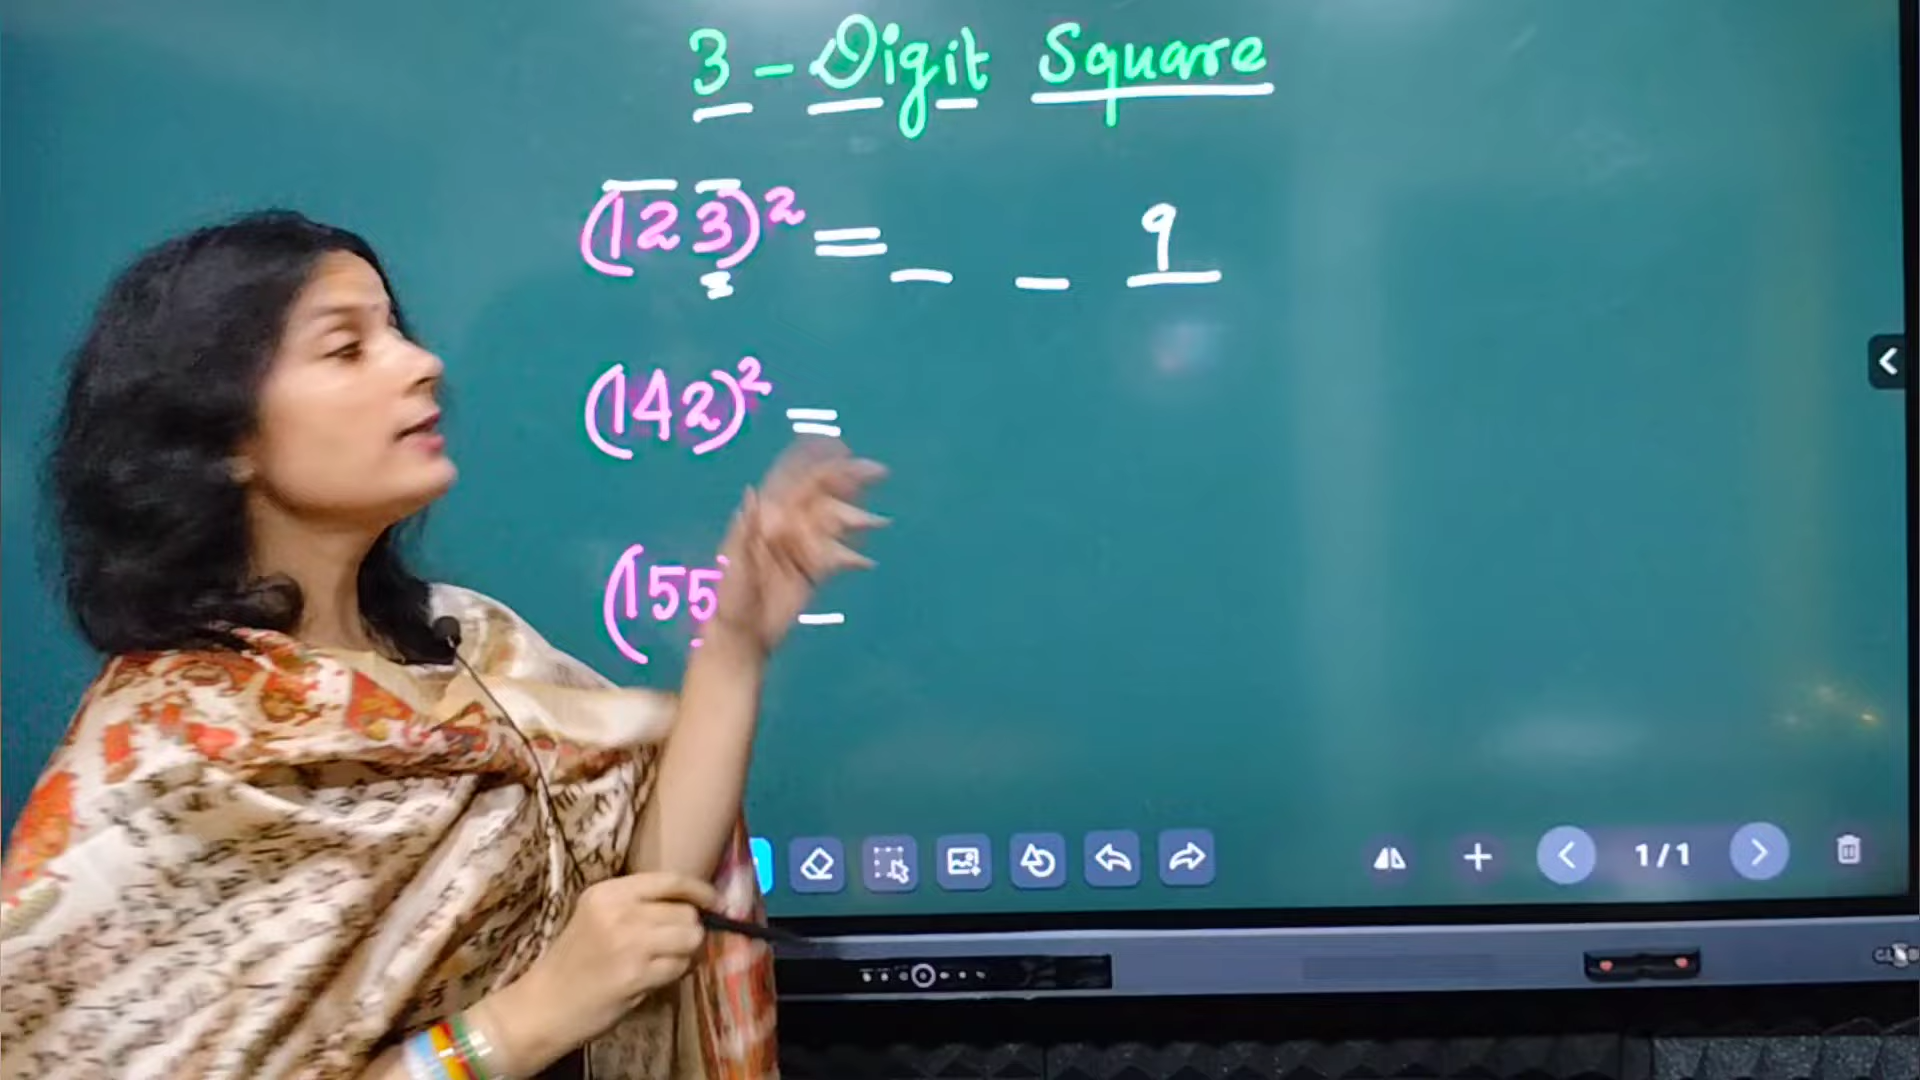 3 - Digit Square
(123)² = _ _ 9
(142)² =
(155
1/1